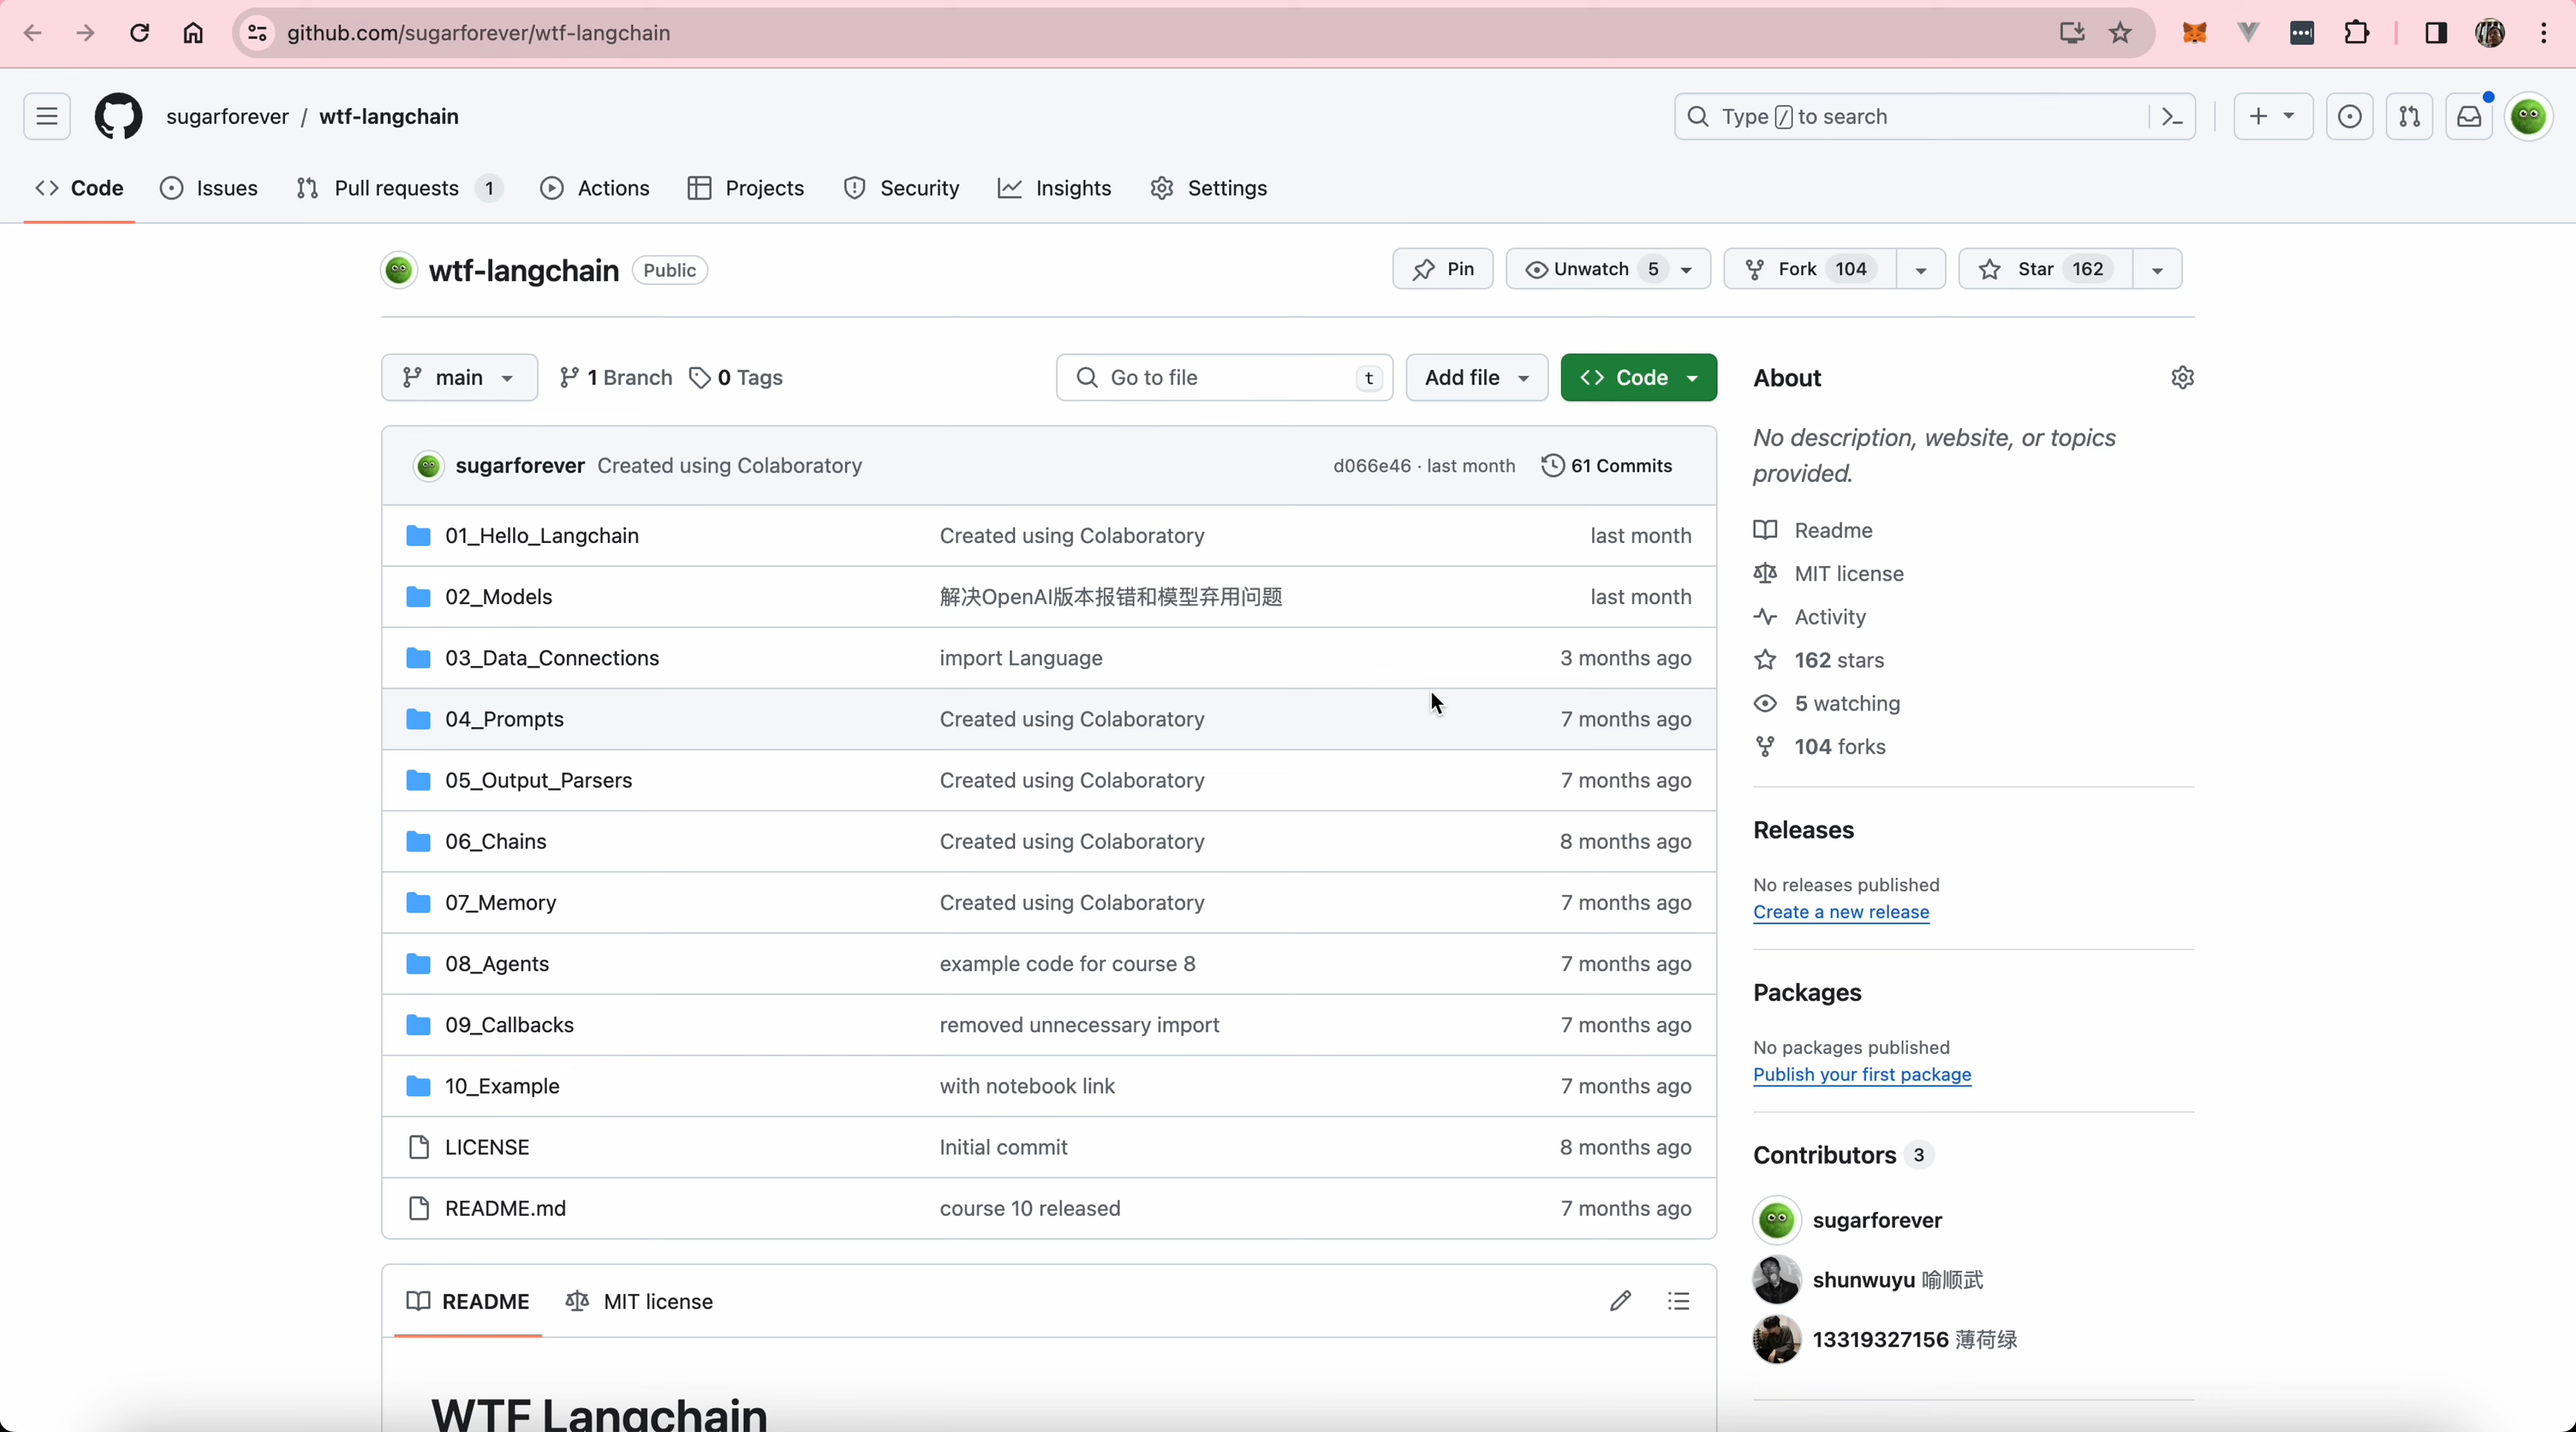 github.com/sugarforever/wtf-langchain
sugarforever / wtf-langchain
Type / to search
Code
Issues
Pull requests 1
Actions
Projects
Security
Insights
Settings
wtf-langchain Public
Pin
Unwatch 5
Fork 104
Star 162
main
1 Branch
0 Tags
Go to file t
Add file
Code
sugarforever Created using Colaboratory d066e46 · last month 61 Commits
01_Hello_Langchain Created using Colaboratory last month
02_Models 解决OpenAI版本报错和模型弃用问题 last month
03_Data_Connections import Language 3 months ago
04_Prompts Created using Colaboratory 7 months ago
05_Output_Parsers Created using Colaboratory 7 months ago
06_Chains Created using Colaboratory 8 months ago
07_Memory Created using Colaboratory 7 months ago
08_Agents example code for course 8 7 months ago
09_Callbacks removed unnecessary import 7 months ago
10_Example with notebook link 7 months ago
LICENSE Initial commit 8 months ago
README.md course 10 released 7 months ago
README
MIT license
WTF Langchain
About
No description, website, or topics
provided.
Readme
MIT license
Activity
162 stars
5 watching
104 forks
Releases
No releases published
Create a new release
Packages
No packages published
Publish your first package
Contributors 3
sugarforever
shunwuyu 喻顺武
13319327156 薄荷绿